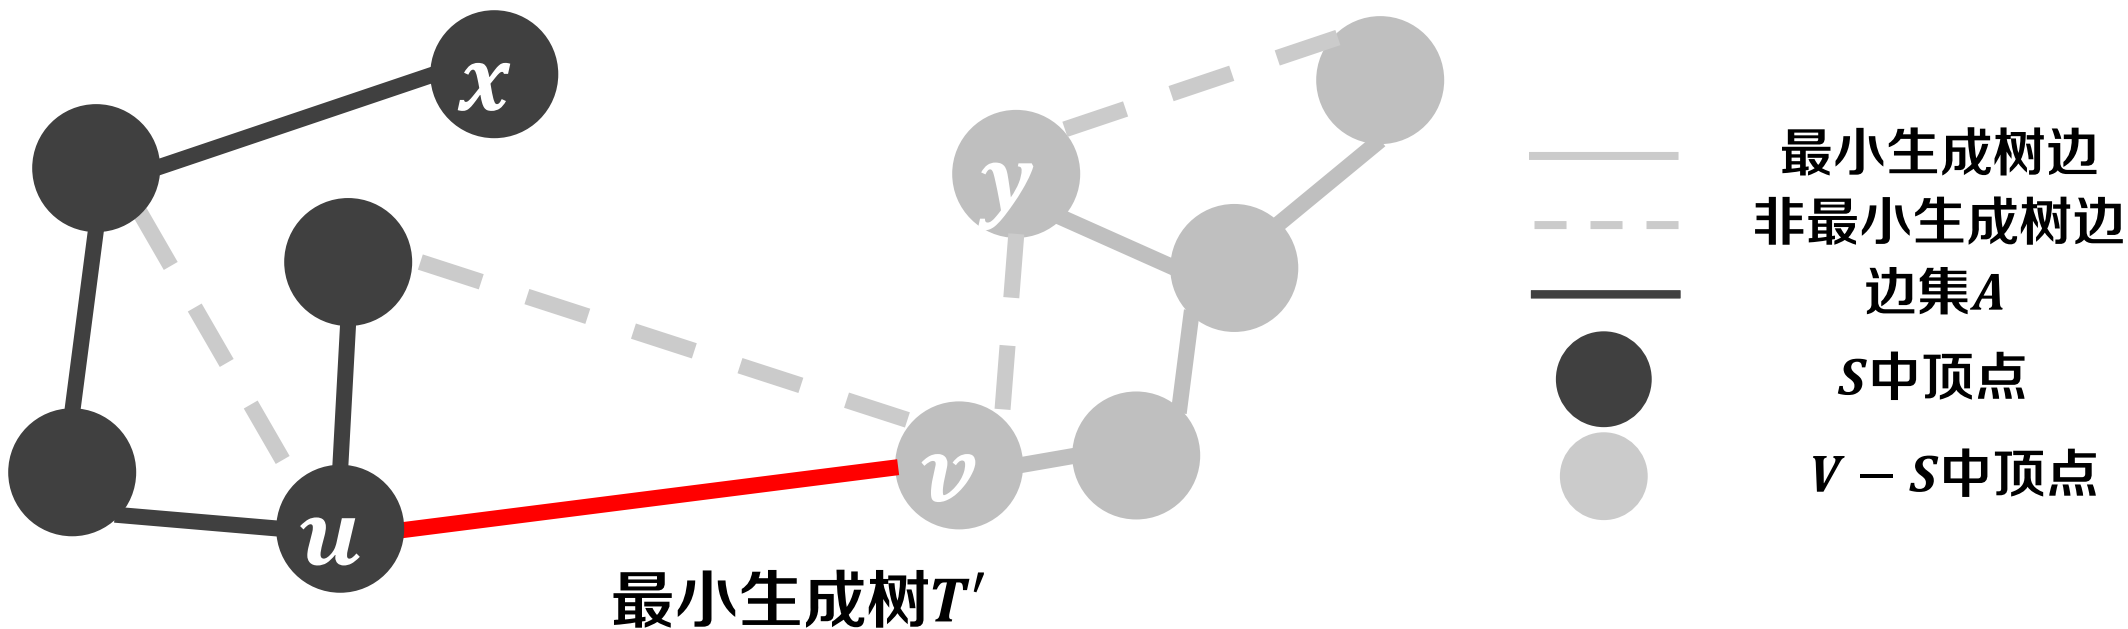 x
y
v
u
最小生成树T′
最小生成树边
非最小生成树边
边集A
S中顶点
V − S中顶点